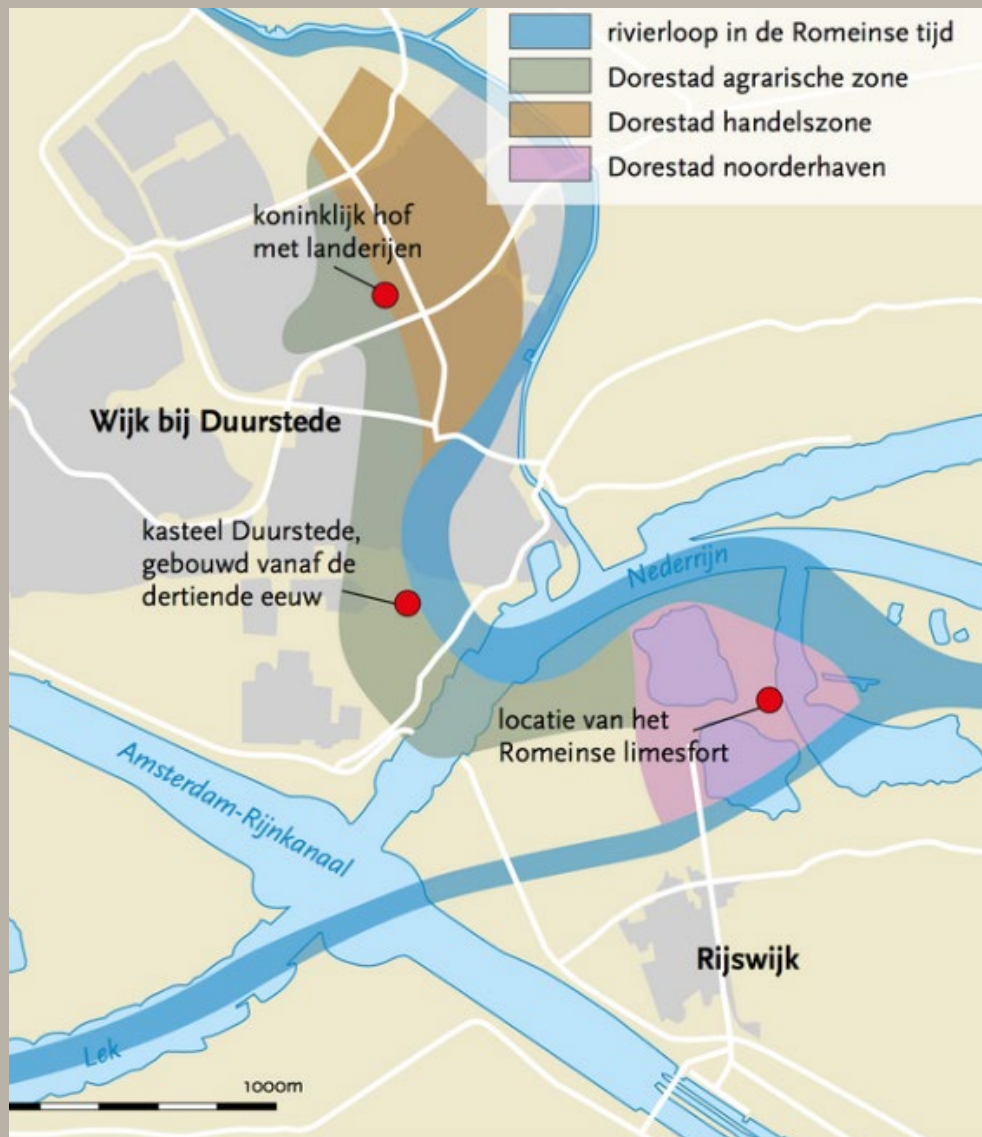 rivierloop in de Romeinse tijd
Dorestad agrarische zone
Dorestad handelszone
Dorestad noorderhaven
koninklijk hof
met landerijen
Wijk bij Duurstede
kasteel Duurstede,
gebouwd vanaf de
dertiende eeuw
Nederrijn
locatie van het
Romeinse limesfort
Amsterdam-Rijnkanaal
Rijswijk
Lek
1000m